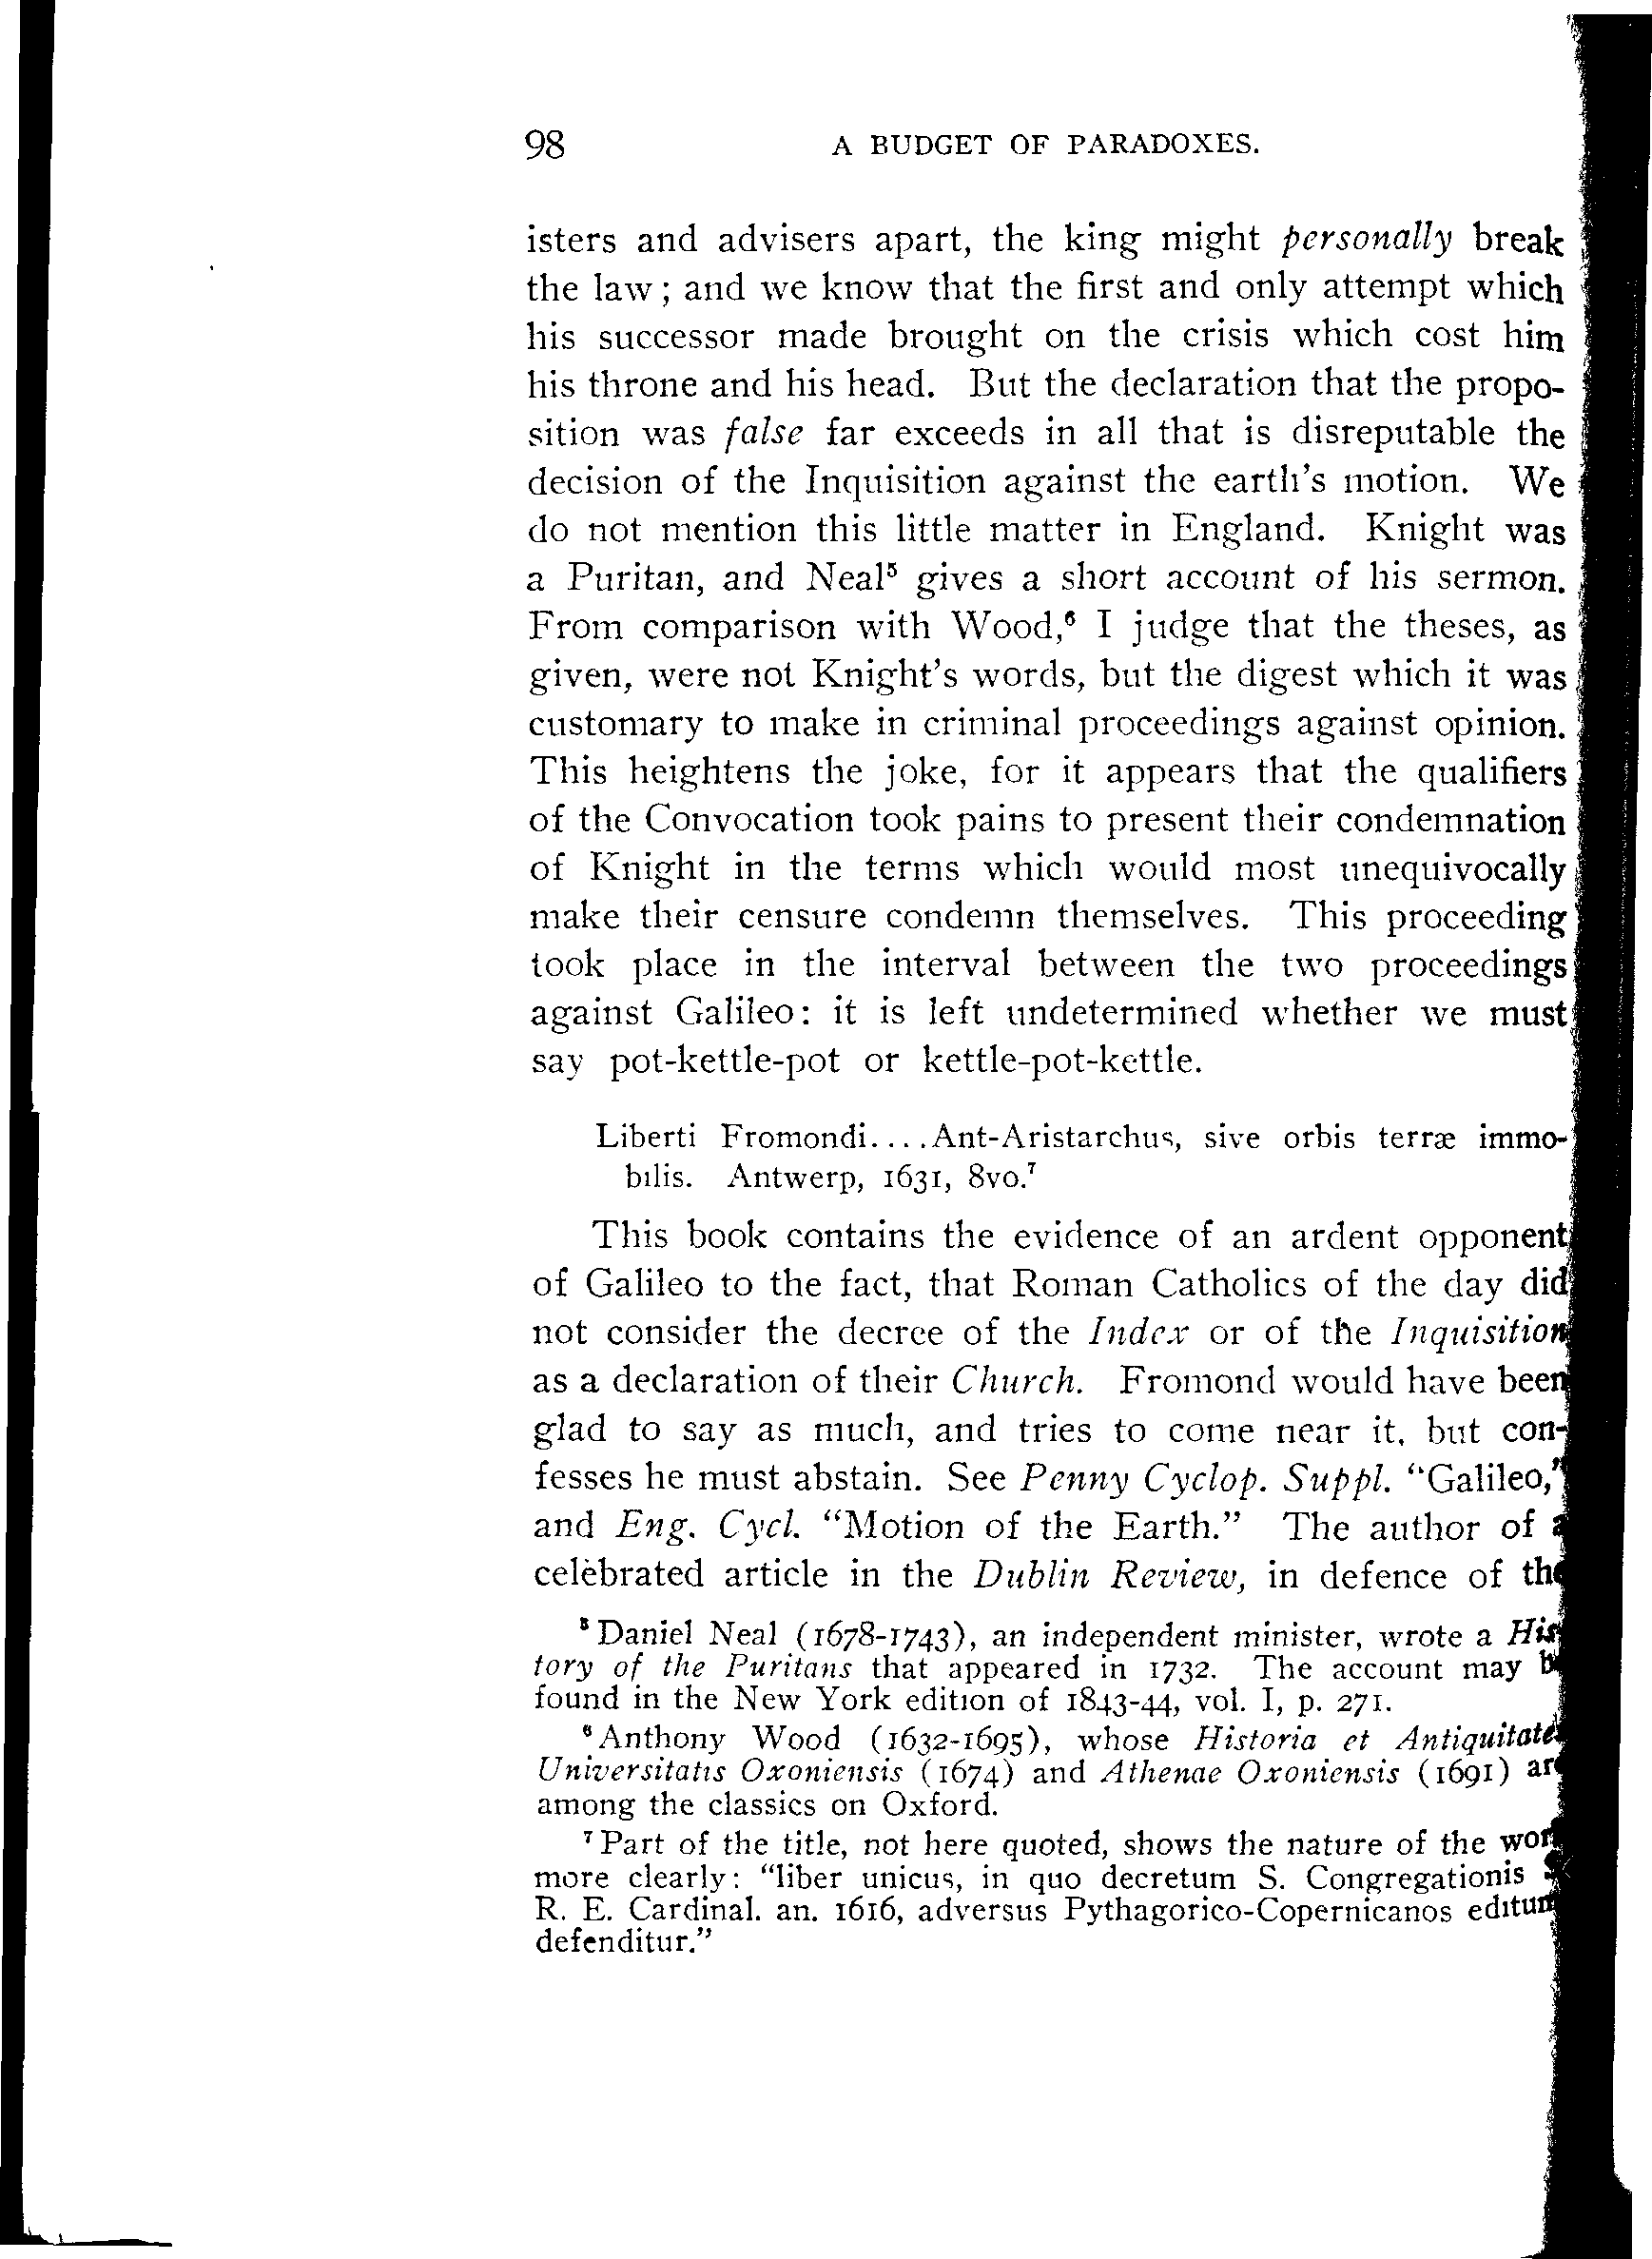 98 A BUDGET OF PARADOXES.
isters and advisers apart, the king might personally break
the law; and we know that the first and only attempt which
his successor made brought on the crisis which cost him
his throne and his head. But the declaration that the propo-
sition was false far exceeds in all that is disreputable the
decision of the Inquisition against the earth's motion. We
do not mention this little matter in England. Knight was
a Puritan, and Neal⁵ gives a short account of his sermon.
From comparison with Wood,⁶ I judge that the theses, as
given, were not Knight's words, but the digest which it was
customary to make in criminal proceedings against opinion.
This heightens the joke, for it appears that the qualifiers
of the Convocation took pains to present their condemnation
of Knight in the terms which would most unequivocally
make their censure condemn themselves. This proceeding
took place in the interval between the two proceedings
against Galileo: it is left undetermined whether we must
say pot-kettle-pot or kettle-pot-kettle.
Liberti Fromondi....Ant-Aristarchus, sive orbis terræ immo-
bilis. Antwerp, 1631, 8vo.⁷
This book contains the evidence of an ardent opponent
of Galileo to the fact, that Roman Catholics of the day did
not consider the decree of the Index or of the Inquisition
as a declaration of their Church. Fromond would have been
glad to say as much, and tries to come near it, but con-
fesses he must abstain. See Penny Cyclop. Suppl. "Galileo,"
and Eng. Cycl. "Motion of the Earth." The author of a
celebrated article in the Dublin Review, in defence of the
⁵ Daniel Neal (1678-1743), an independent minister, wrote a His
tory of the Puritans that appeared in 1732. The account may
found in the New York edition of 1843-44, vol. I, p. 271.
⁶ Anthony Wood (1632-1695), whose Historia et Antiquitate
Universitatis Oxoniensis (1674) and Athenae Oxoniensis (1691) are
among the classics on Oxford.
⁷ Part of the title, not here quoted, shows the nature of the
more clearly: "liber unicus, in quo decretum S. Congregationis
R. E. Cardinal. an. 1616, adversus Pythagorico-Copernicanos editum
defenditur."